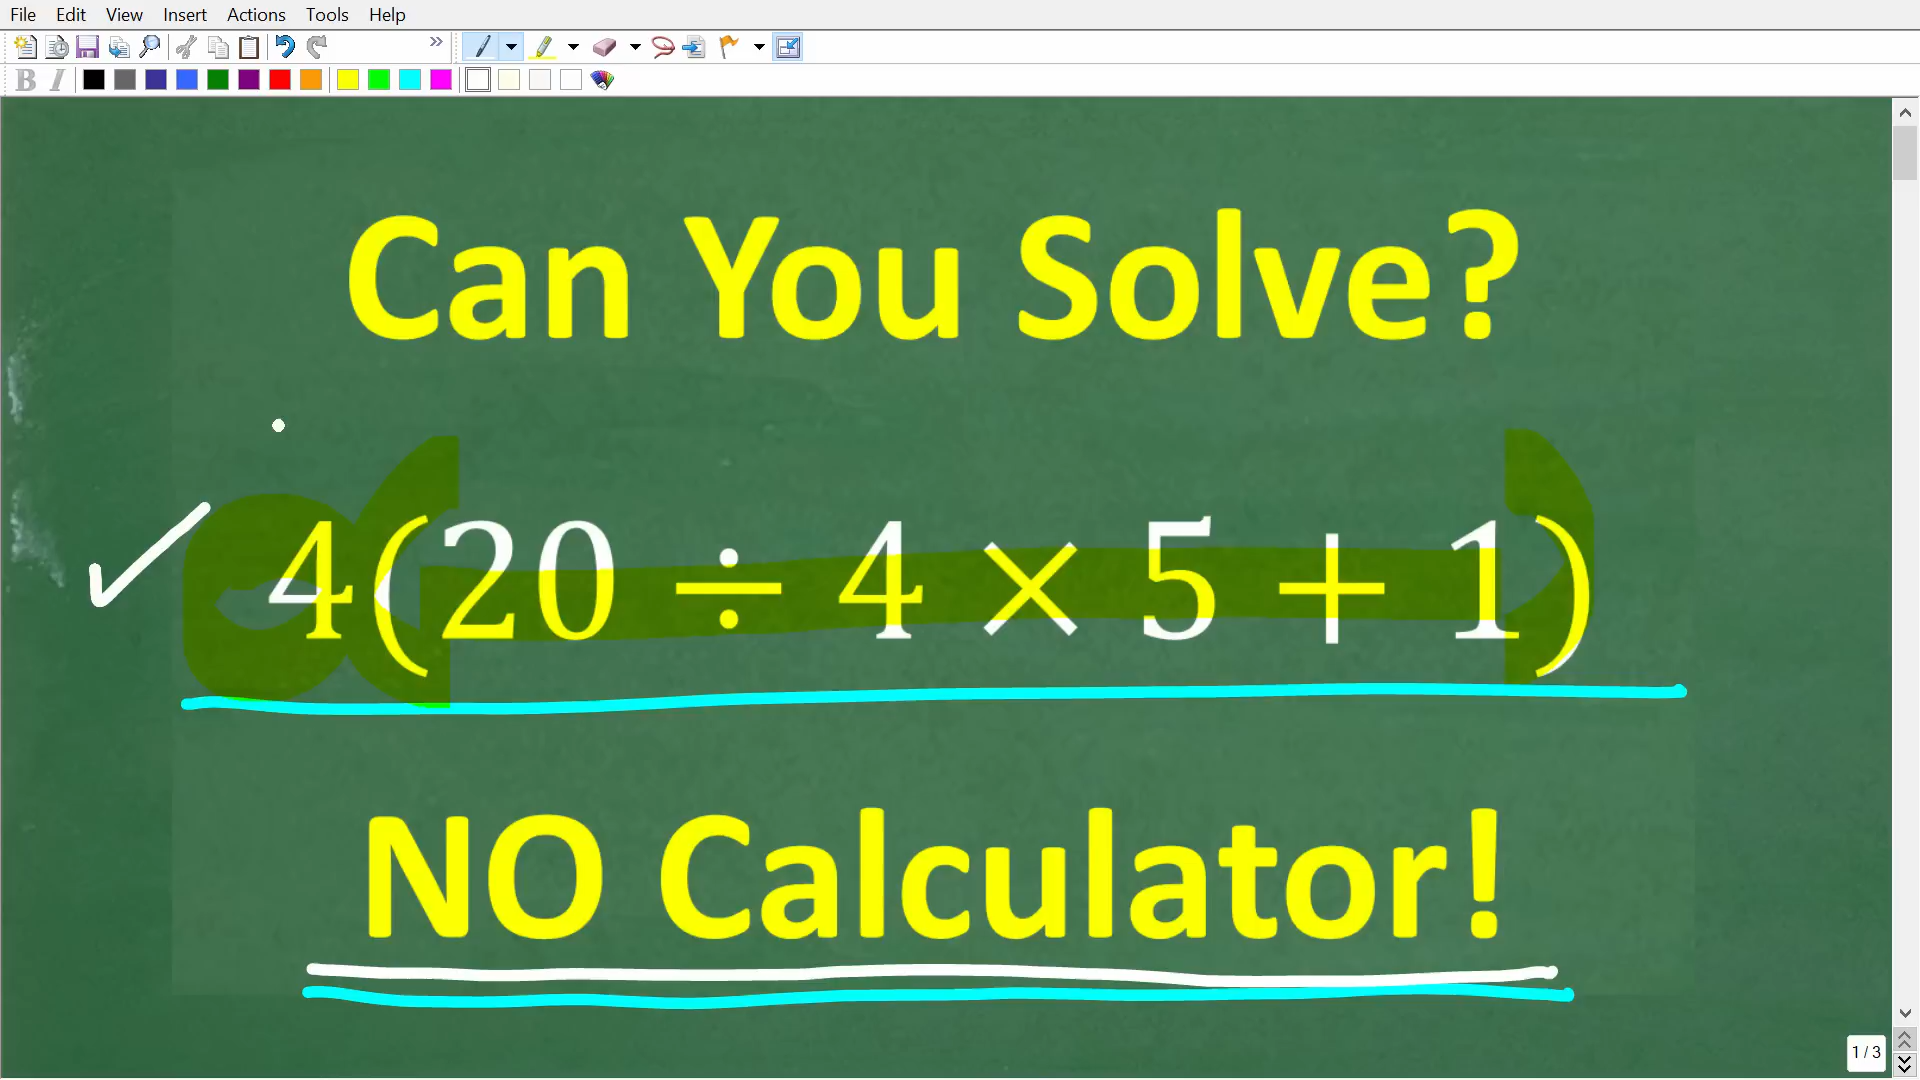 File Edit View Insert Actions Tools Help
B I
Can You Solve?
4(20 ÷ 4 × 5 + 1)
NO Calculator!
1 / 3